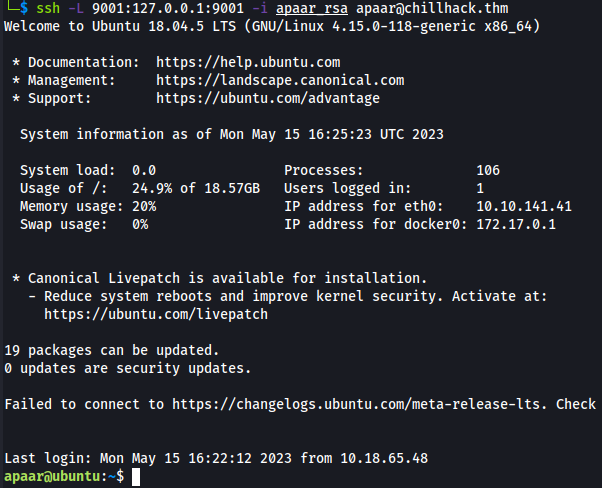 $ ssh -L 9001:127.0.0.1:9001 -i apaar_rsa apaar@chillhack.thm
Welcome to Ubuntu 18.04.5 LTS (GNU/Linux 4.15.0-118-generic x86_64)
* Documentation:  https://help.ubuntu.com
* Management:     https://landscape.canonical.com
* Support:        https://ubuntu.com/advantage
System information as of Mon May 15 16:25:23 UTC 2023
System load:  0.0                Processes:              106
Usage of /:   24.9% of 18.57GB   Users logged in:        1
Memory usage: 20%                IP address for eth0:    10.10.141.41
Swap usage:   0%                 IP address for docker0: 172.17.0.1
* Canonical Livepatch is available for installation.
- Reduce system reboots and improve kernel security. Activate at:
https://ubuntu.com/livepatch
19 packages can be updated.
0 updates are security updates.
Failed to connect to https://changelogs.ubuntu.com/meta-release-lts. Check
Last login: Mon May 15 16:22:12 2023 from 10.18.65.48
apaar@ubuntu:~$